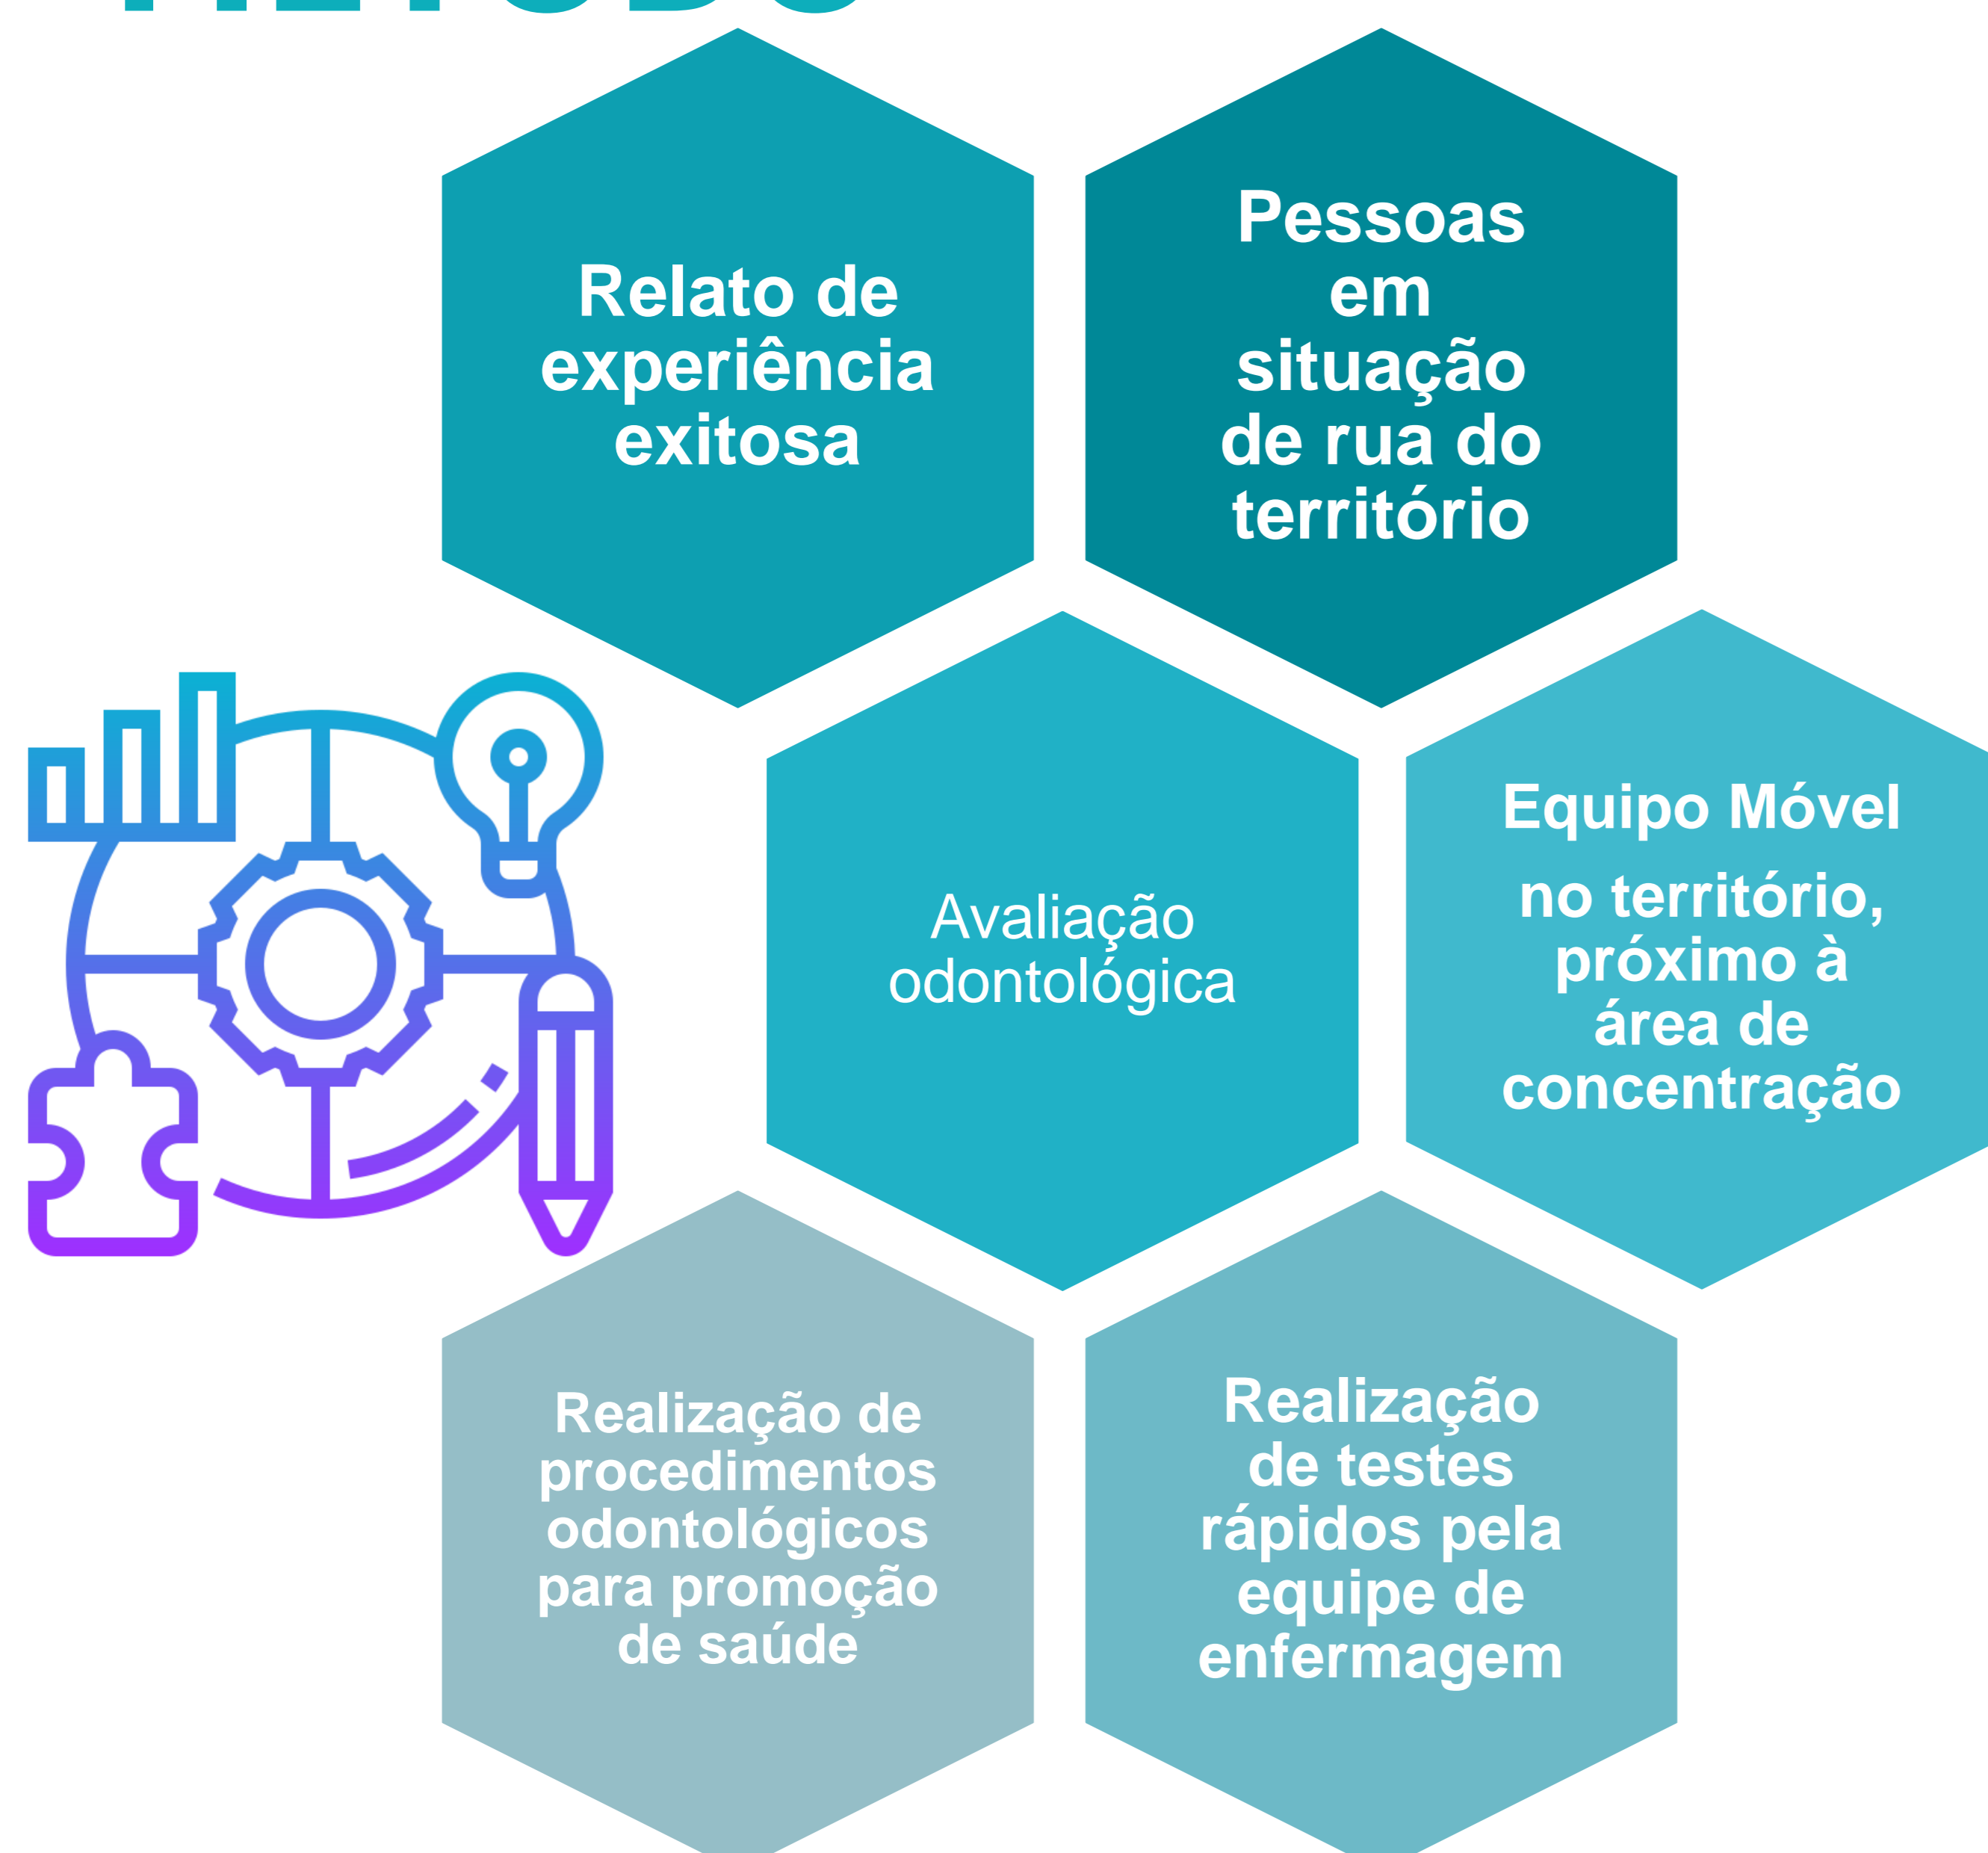 Relato de
experiência
exitosa
Pessoas
em
situação
de rua do
território
Avaliação
odontológica
Equipo Móvel
no território,
próximo à
área de
concentração
Realização de
procedimentos
odontológicos
para promoção
de saúde
Realização
de testes
rápidos pela
equipe de
enfermagem